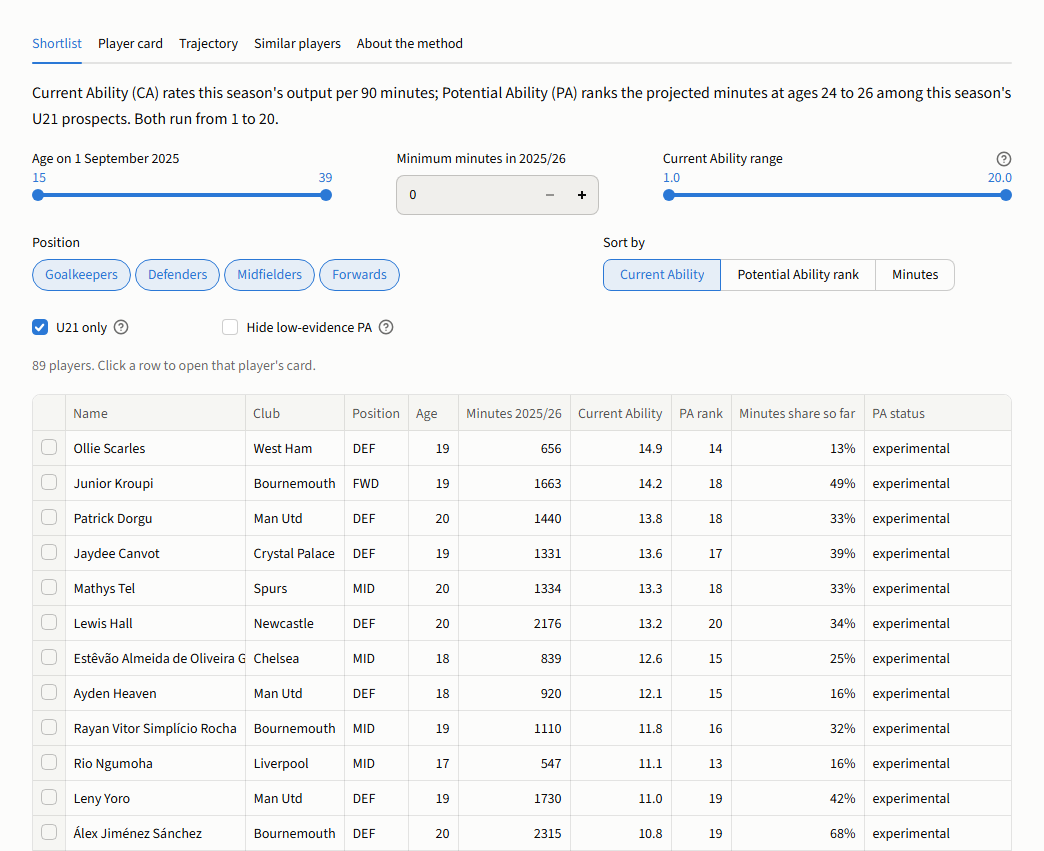 Shortlist Player card Trajectory Similar players About the method
Current Ability (CA) rates this season's output per 90 minutes; Potential Ability (PA) ranks the projected minutes at ages 24 to 26 among this season's
U21 prospects. Both run from 1 to 20.
Age on 1 September 2025 Minimum minutes in 2025/26 Current Ability range
15 39 1.0 20.0
0
Position Sort by
Goalkeepers Defenders Midfielders Forwards Current Ability Potential Ability rank Minutes
U21 only Hide low-evidence PA
89 players. Click a row to open that player's card.
Name Club Position Age Minutes 2025/26 Current Ability PA rank Minutes share so far PA status
Ollie Scarles West Ham DEF 19 656 14.9 14 13% experimental
Junior Kroupi Bournemouth FWD 19 1663 14.2 18 49% experimental
Patrick Dorgu Man Utd DEF 20 1440 13.8 18 33% experimental
Jaydee Canvot Crystal Palace DEF 19 1331 13.6 17 39% experimental
Mathys Tel Spurs MID 20 1334 13.3 18 33% experimental
Lewis Hall Newcastle DEF 20 2176 13.2 20 34% experimental
Estêvão Almeida de Oliveira G Chelsea MID 18 839 12.6 15 25% experimental
Ayden Heaven Man Utd DEF 18 920 12.1 15 16% experimental
Rayan Vitor Simplício Rocha Bournemouth MID 19 1110 11.8 16 32% experimental
Rio Ngumoha Liverpool MID 17 547 11.1 13 16% experimental
Leny Yoro Man Utd DEF 19 1730 11.0 19 42% experimental
Álex Jiménez Sánchez Bournemouth DEF 20 2315 10.8 19 68% experimental